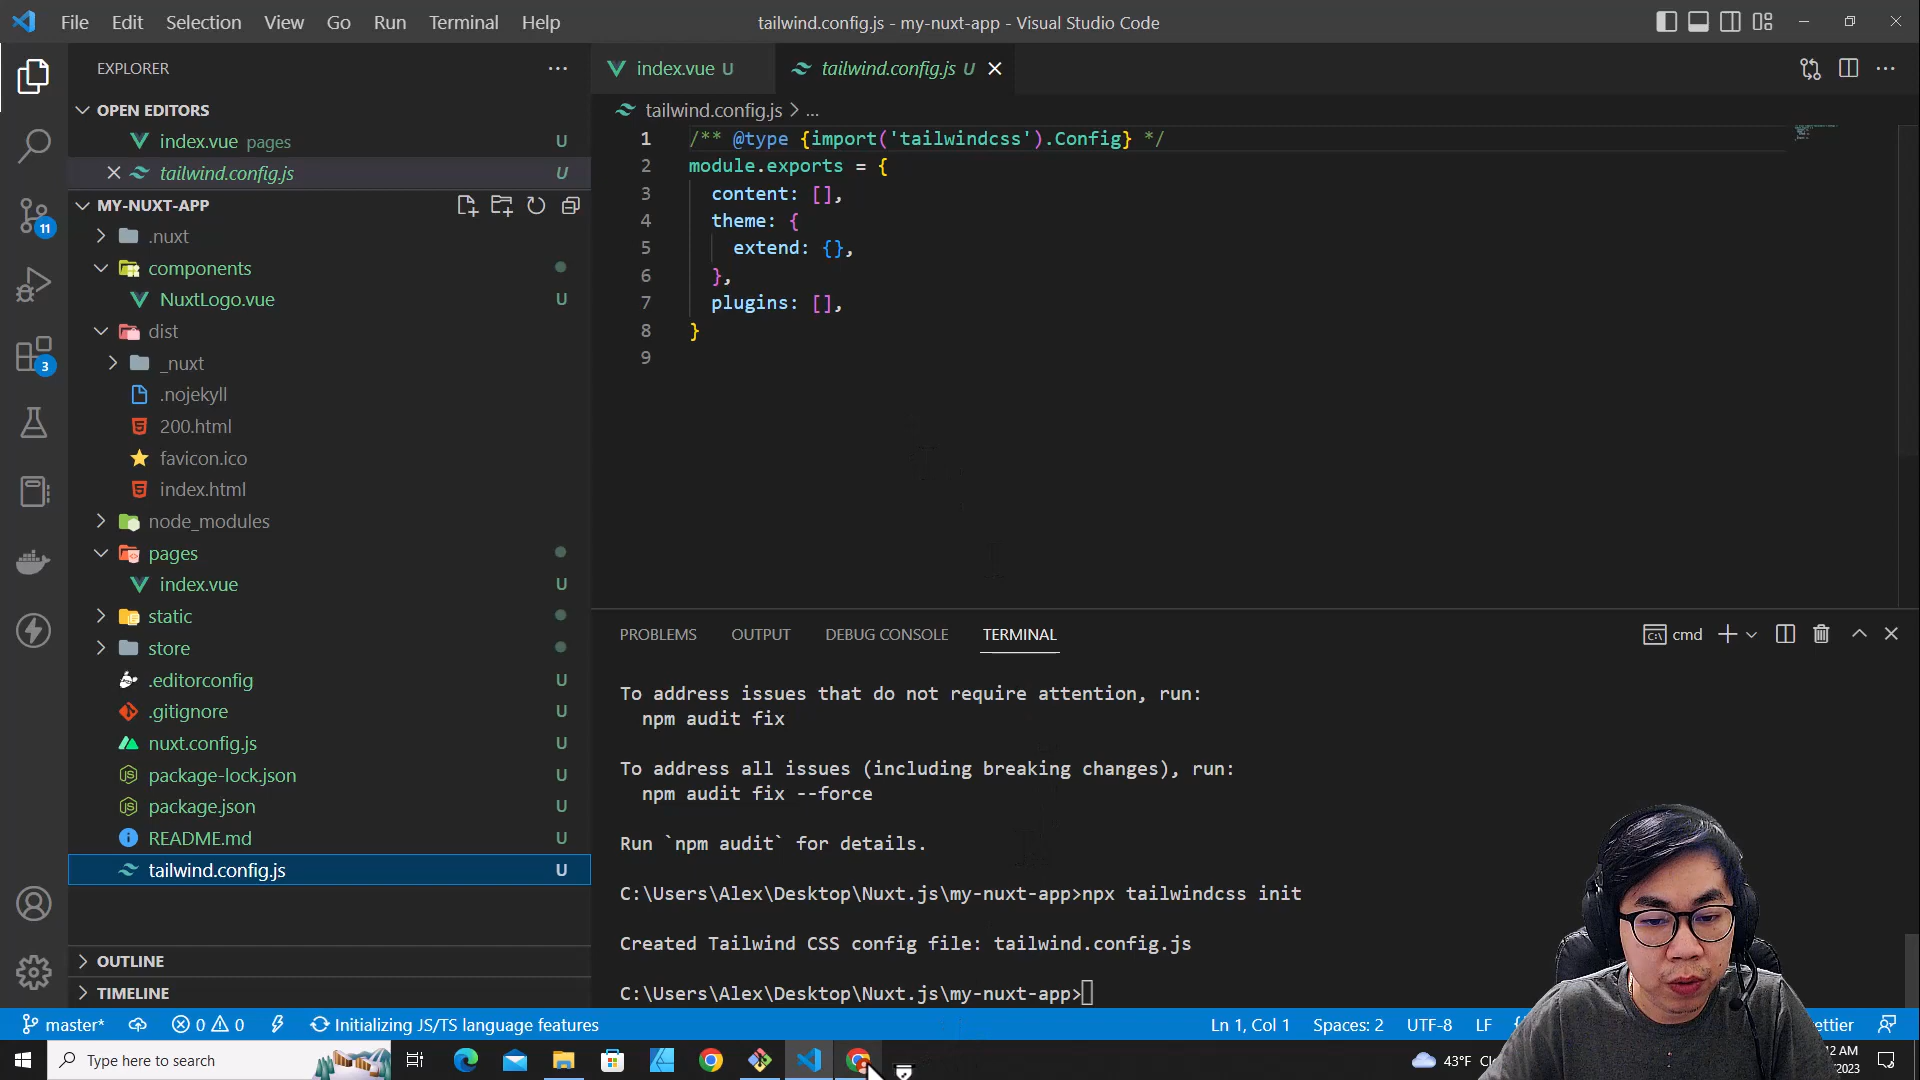 File Edit Selection View Go Run Terminal Help
tailwind.config.js - my-nuxt-app - Visual Studio Code
EXPLORER
OPEN EDITORS
index.vue pages U
tailwind.config.js U
MY-NUXT-APP
.nuxt
components
NuxtLogo.vue U
dist
_nuxt
.nojekyll
200.html
favicon.ico
index.html
node_modules
pages
index.vue U
static
store
.editorconfig U
.gitignore U
nuxt.config.js U
package-lock.json U
package.json U
README.md U
tailwind.config.js U
OUTLINE
TIMELINE
11
3
index.vue U
tailwind.config.js U
tailwind.config.js > ...
1 /** @type {import('tailwindcss').Config} */
2 module.exports = {
3 content: [],
4 theme: {
5 extend: {},
6 },
7 plugins: [],
8 }
9
PROBLEMS OUTPUT DEBUG CONSOLE TERMINAL
cmd
To address issues that do not require attention, run:
npm audit fix
To address all issues (including breaking changes), run:
npm audit fix --force
Run `npm audit` for details.
C:\Users\Alex\Desktop\Nuxt.js\my-nuxt-app>npx tailwindcss init
Created Tailwind CSS config file: tailwind.config.js
C:\Users\Alex\Desktop\Nuxt.js\my-nuxt-app>
master* 0 0 Initializing JS/TS language features
Ln 1, Col 1 Spaces: 2 UTF-8 LF
Type here to search
43°F